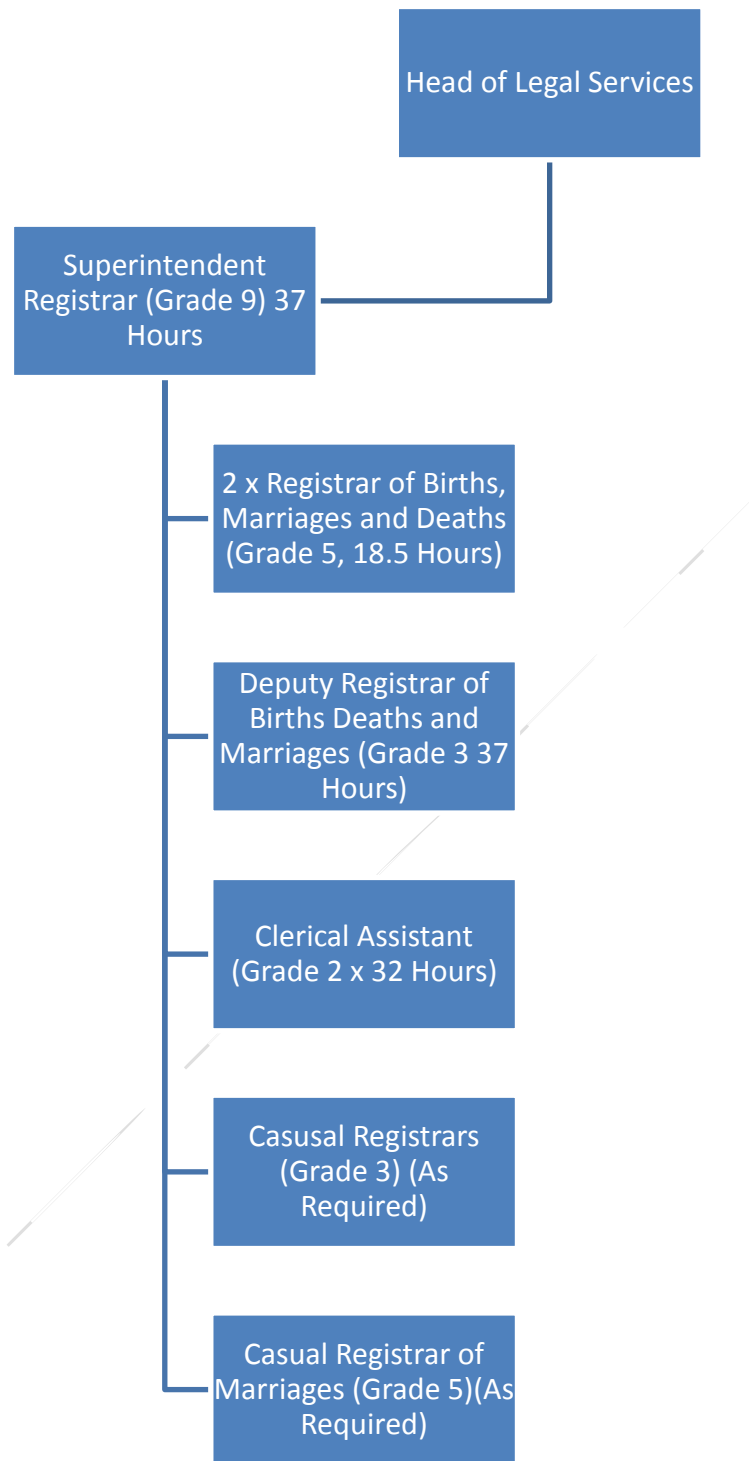 Head of Legal Services
Superintendent
Registrar (Grade 9) 37
Hours
2 x Registrar of Births,
Marriages and Deaths
(Grade 5, 18.5 Hours)
Deputy Registrar of
Births Deaths and
Marriages (Grade 3 37
Hours)
Clerical Assistant
(Grade 2 x 32 Hours)
Casusal Registrars
(Grade 3) (As
Required)
Casual Registrar of
Marriages (Grade 5)(As
Required)